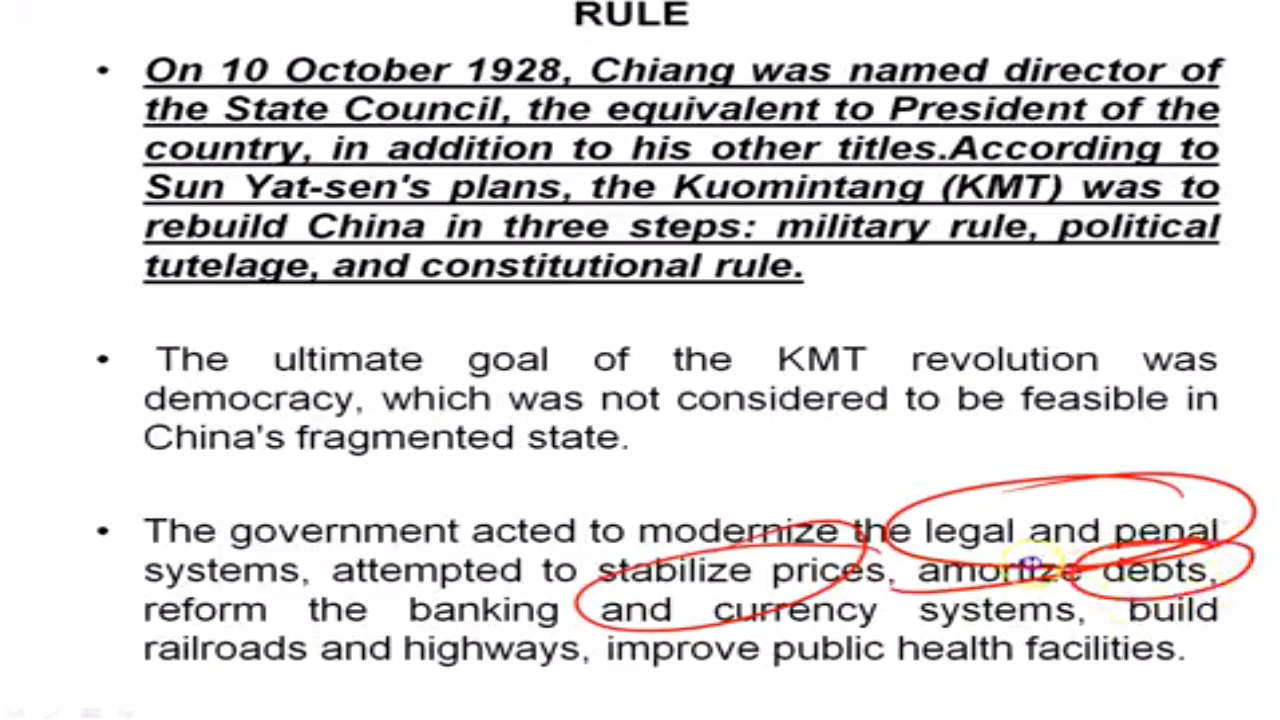 RULE
• On 10 October 1928, Chiang was named director of
the State Council, the equivalent to President of the
country, in addition to his other titles.According to
Sun Yat-sen's plans, the Kuomintang (KMT) was to
rebuild China in three steps: military rule, political
tutelage, and constitutional rule.
• The ultimate goal of the KMT revolution was
democracy, which was not considered to be feasible in
China's fragmented state.
• The government acted to modernize the legal and penal
systems, attempted to stabilize prices, amortize debts,
reform the banking and currency systems, build
railroads and highways, improve public health facilities.